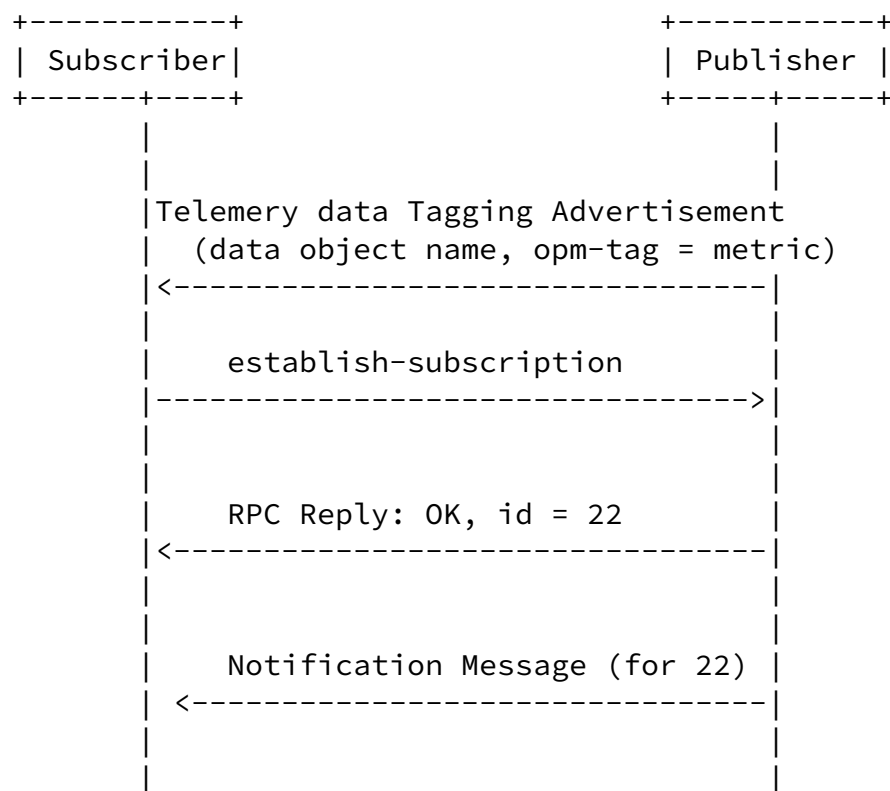 Subscriber Publisher
Telemery data Tagging Advertisement
(data object name, opm-tag = metric)
establish-subscription
RPC Reply: OK, id = 22
Notification Message (for 22)